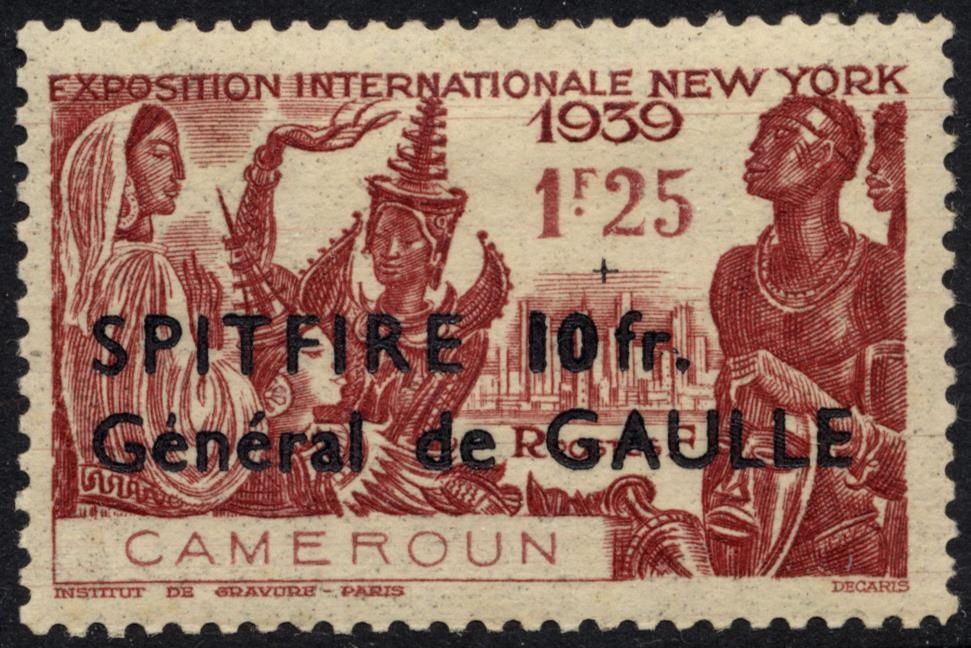 EXPOSITION INTERNATIONALE NEW YORK
1939
1F.25
+
SPITFIRE 10fr.
Général de GAULLE
CAMEROUN
INSTITUT DE GRAVURE - PARIS
DECARIS